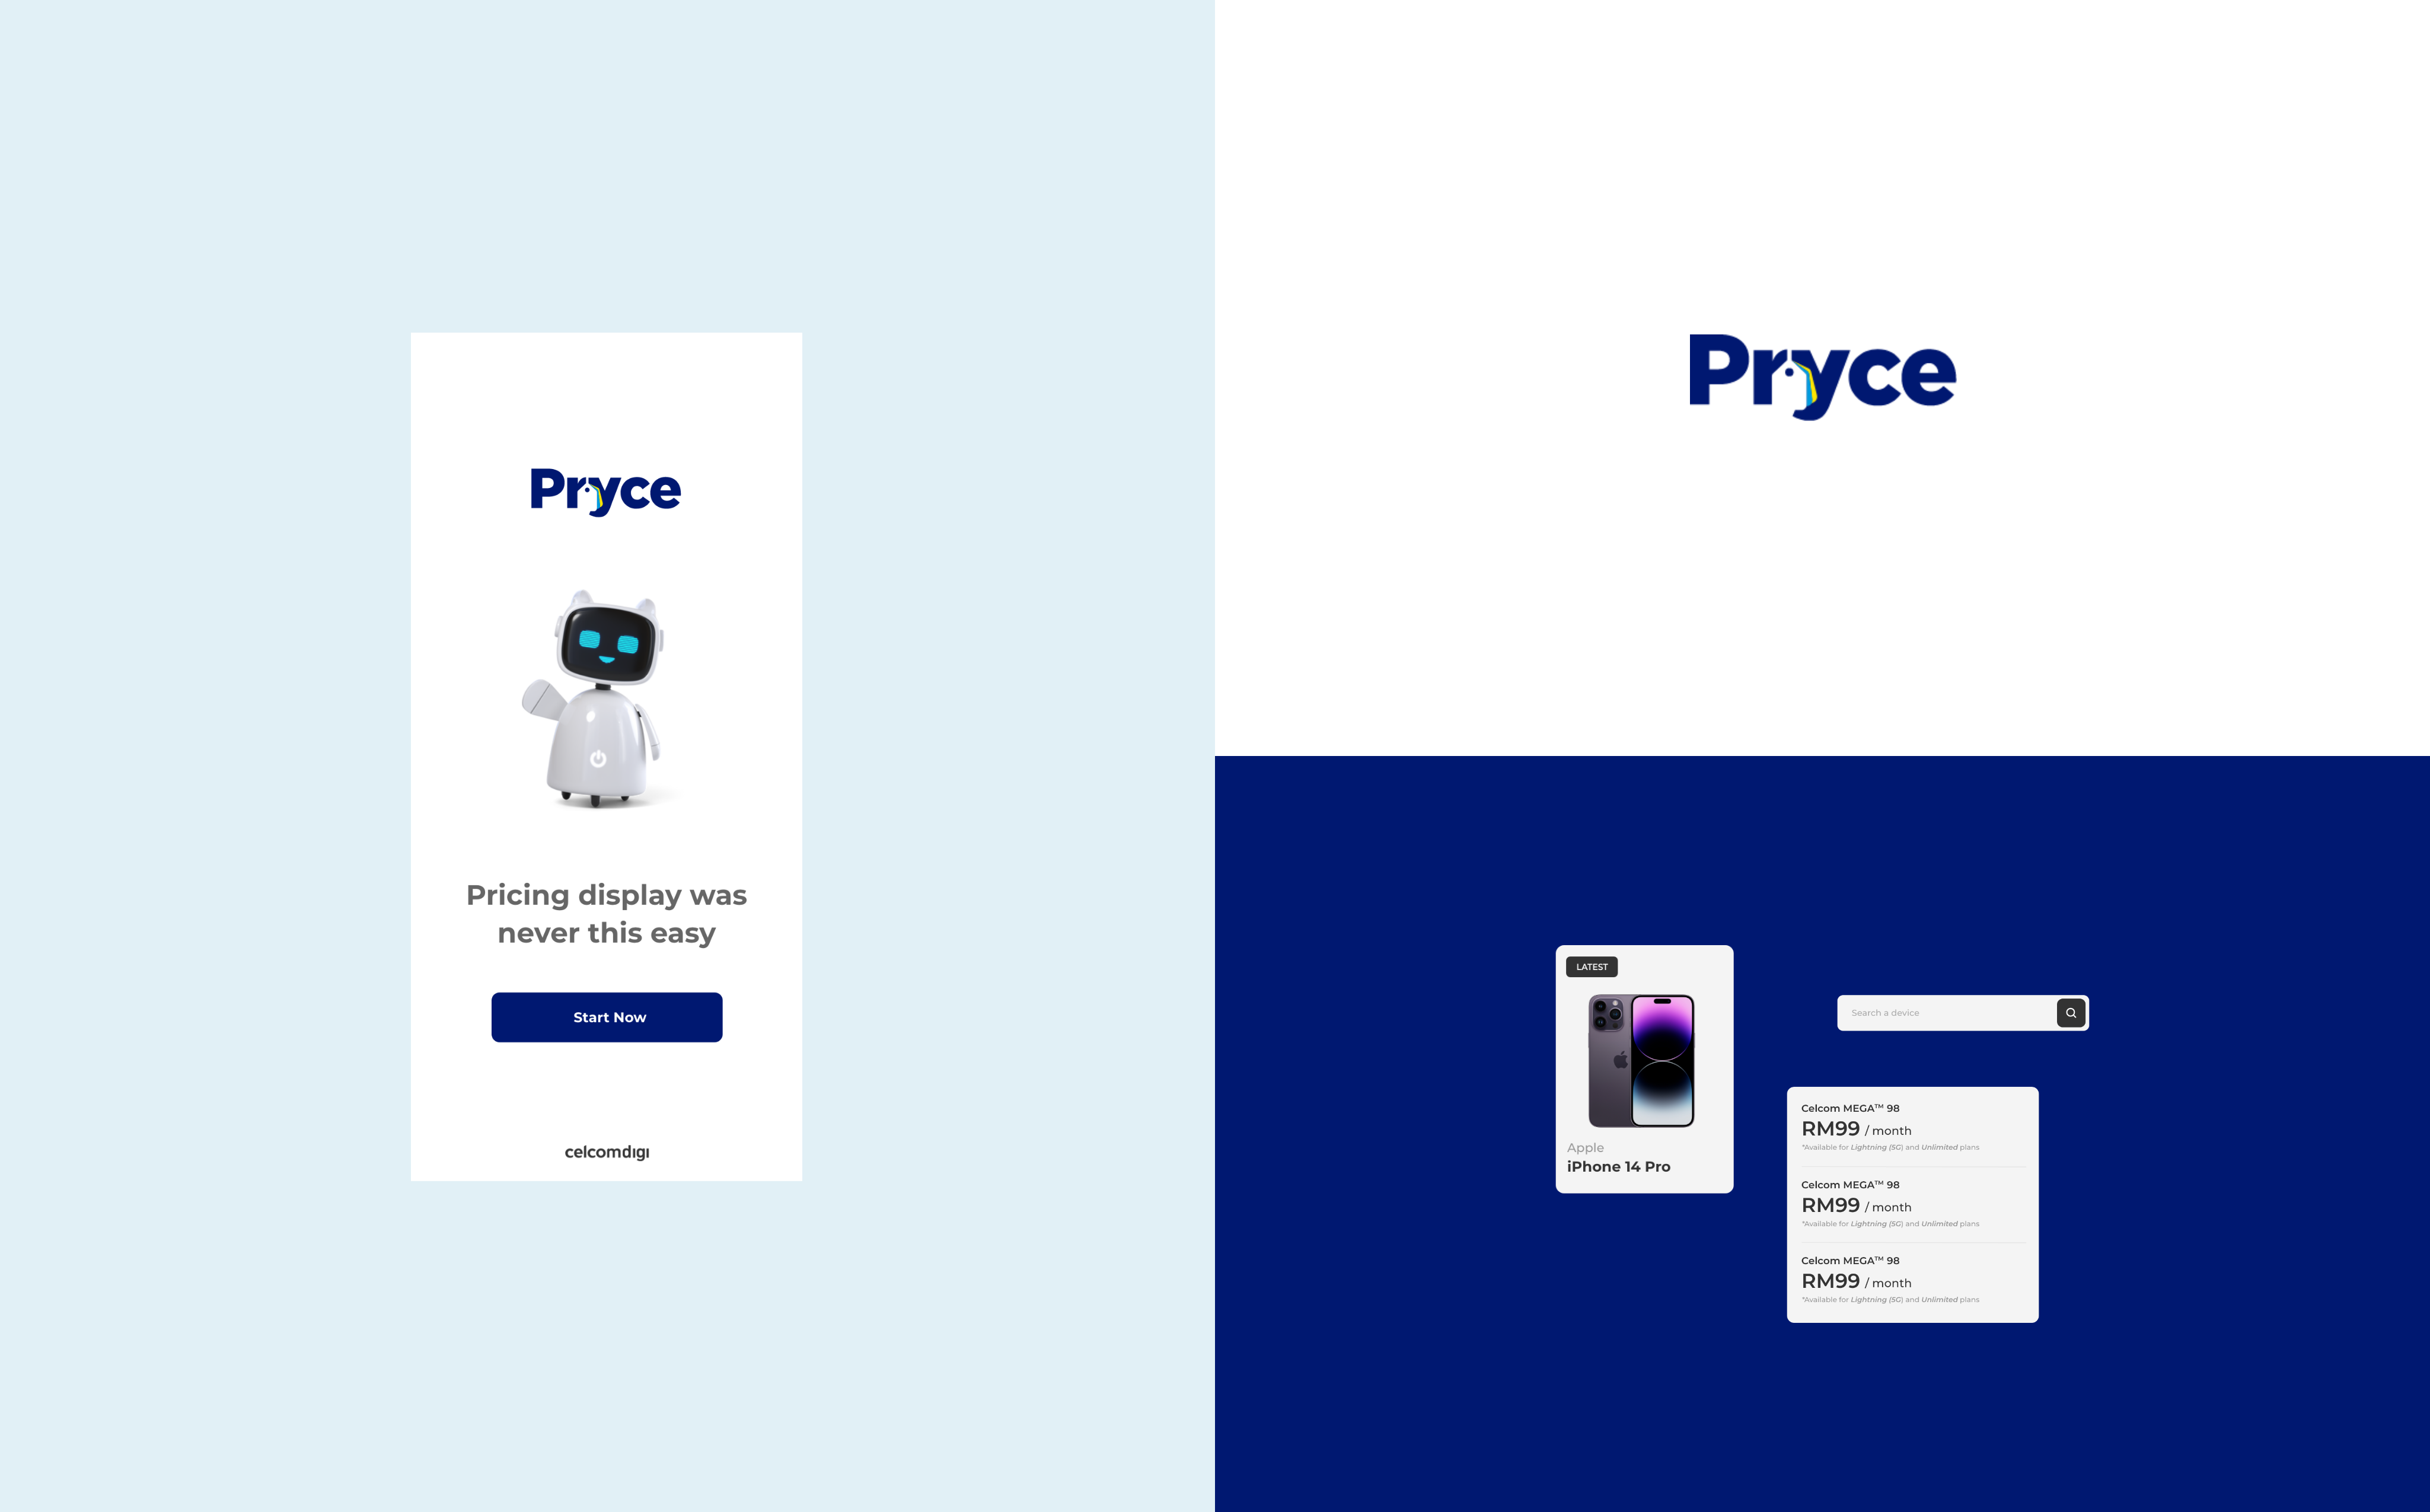 Pryce
Pricing display was
never this easy
Start Now
celcomdigi
Pryce
LATEST
Apple
iPhone 14 Pro
Search a device
Celcom MEGA™ 98
RM99 / month
*Available for Lightning (5G) and Unlimited plans
Celcom MEGA™ 98
RM99 / month
*Available for Lightning (5G) and Unlimited plans
Celcom MEGA™ 98
RM99 / month
*Available for Lightning (5G) and Unlimited plans